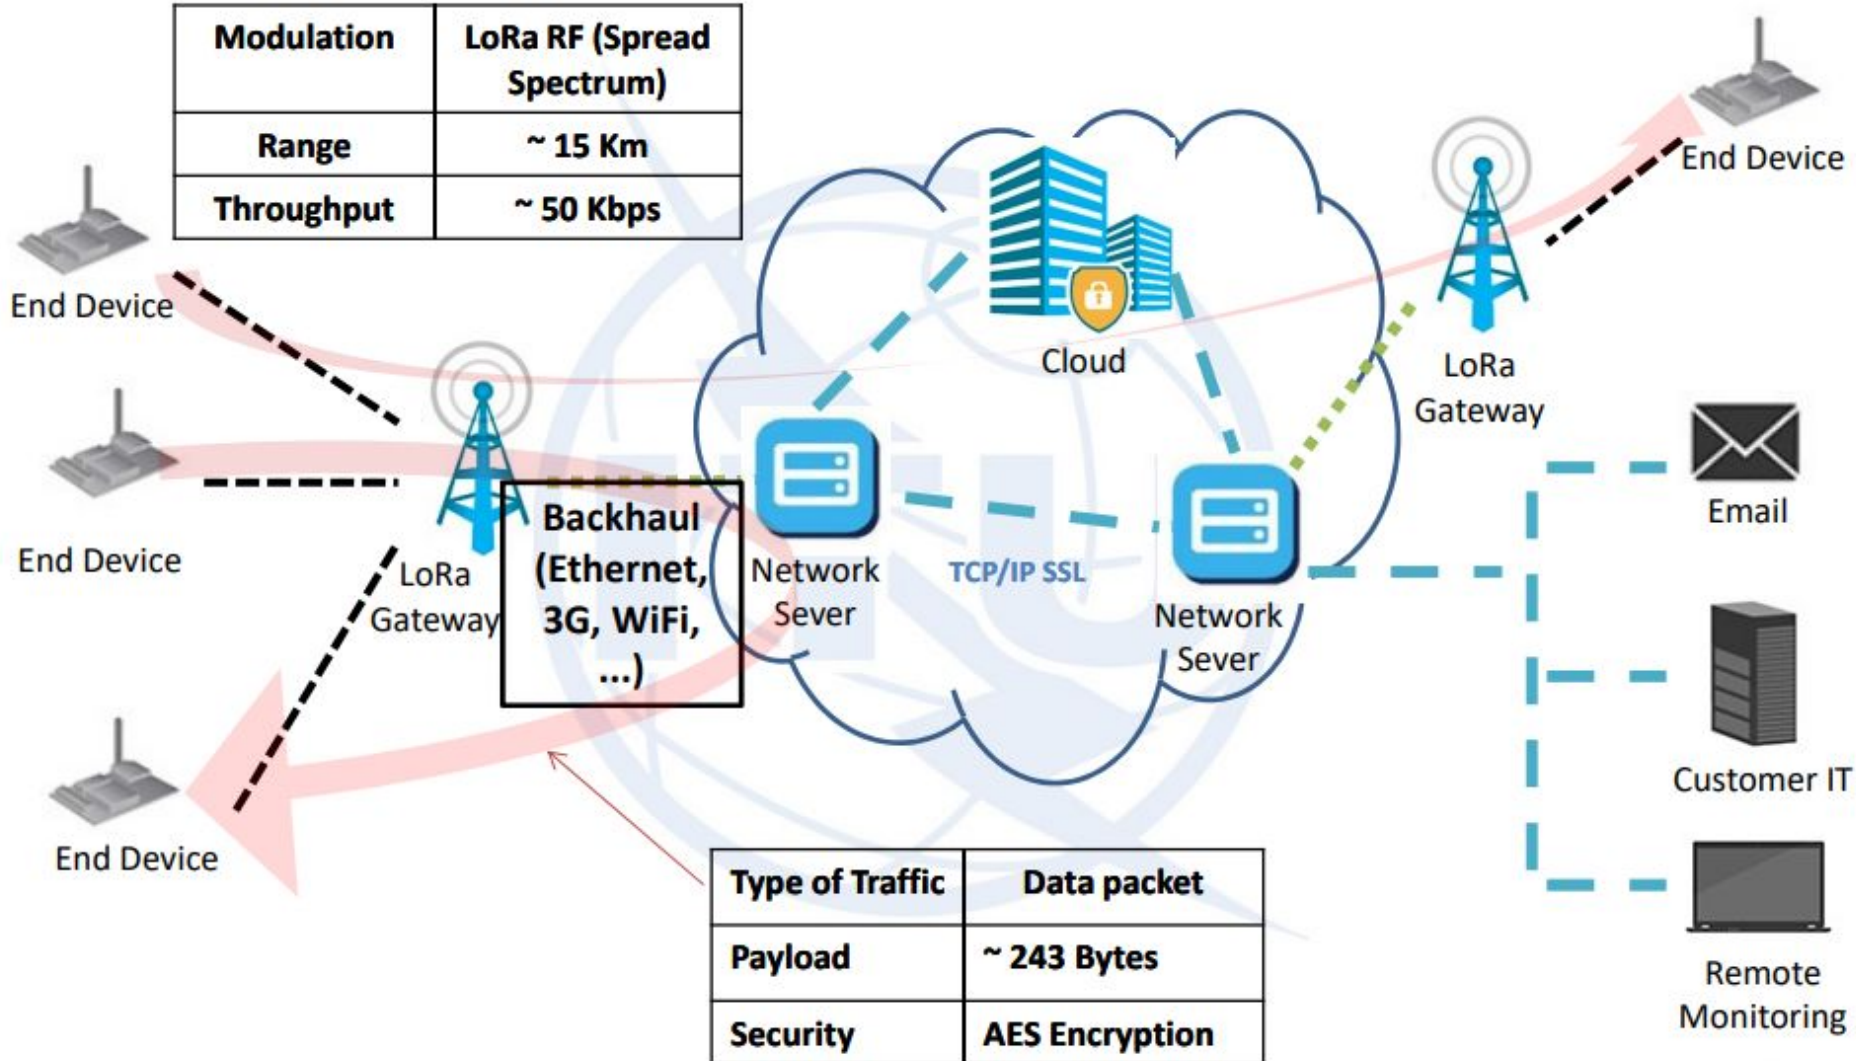 Modulation
LoRa RF (Spread
Spectrum)
Range
~ 15 Km
Throughput
~ 50 Kbps
End Device
End Device
Cloud
LoRa
Gateway
Email
End Device
LoRa
Gateway
Backhaul
(Ethernet,
3G, WiFi,
...)
Network
Sever
TCP/IP SSL
Network
Sever
Customer IT
End Device
Type of Traffic
Data packet
Payload
~ 243 Bytes
Security
AES Encryption
Remote
Monitoring
ITU